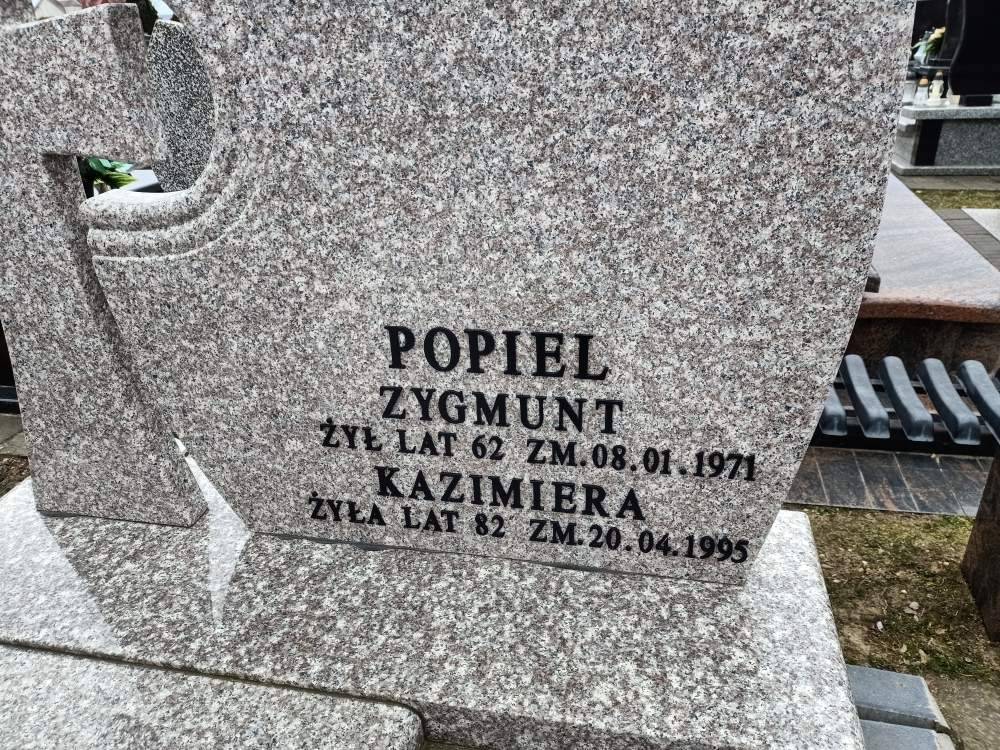 POPIEL
ZYGMUNT
ŻYŁ LAT 62 ZM.08.01.1971
KAZIMIERA
ŻYŁA LAT 82 ZM.20.04.1995